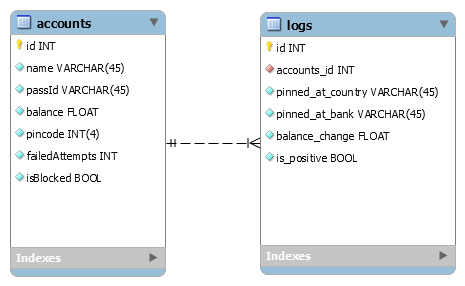 accounts
id INT
name VARCHAR(45)
passId VARCHAR(45)
balance FLOAT
pincode INT(4)
failedAttempts INT
isBlocked BOOL
Indexes
logs
id INT
accounts_id INT
pinned_at_country VARCHAR(45)
pinned_at_bank VARCHAR(45)
balance_change FLOAT
is_positive BOOL
Indexes